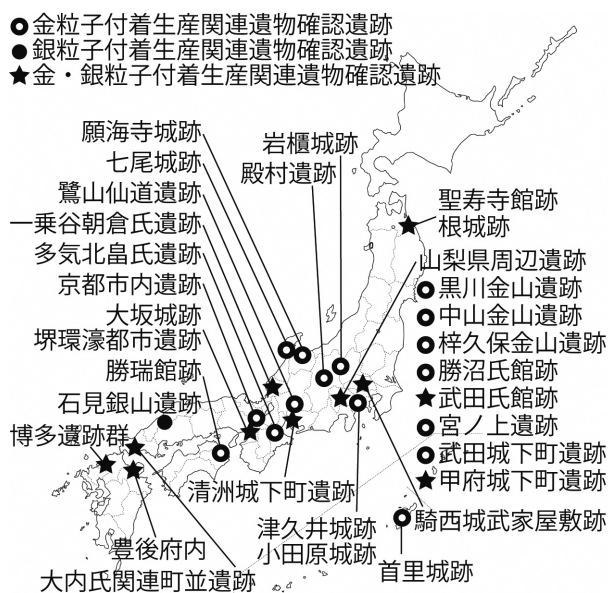 金粒子付着生産関連遺物確認遺跡
銀粒子付着生産関連遺物確認遺跡
金・銀粒子付着生産関連遺物確認遺跡
願海寺城跡
七尾城跡
鷺山仙道遺跡
一乗谷朝倉氏遺跡
多気北畠氏遺跡
京都市内遺跡
大坂城跡
堺環濠都市遺跡
勝瑞館跡
石見銀山遺跡
博多遺跡群
岩櫃城跡
殿村遺跡
聖寿寺館跡
根城跡
山梨県周辺遺跡
黒川金山遺跡
中山金山遺跡
梓久保金山遺跡
勝沼氏館跡
武田氏館跡
宮ノ上遺跡
武田城下町遺跡
甲府城下町遺跡
騎西城武家屋敷跡
清洲城下町遺跡
津久井城跡
小田原城跡
首里城跡
豊後府内
大内氏関連町並遺跡